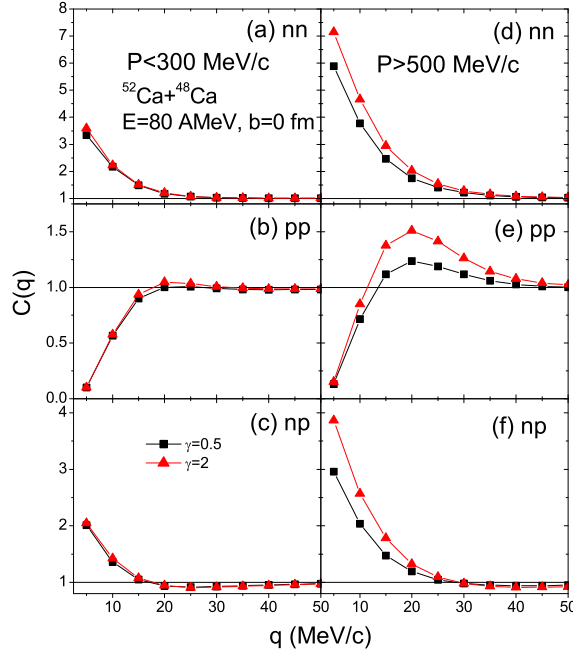 (a) nn
P<300 MeV/c
⁵²Ca+⁴⁸Ca
E=80 AMeV, b=0 fm
8
7
6
5
4
3
2
1
(d) nn
P>500 MeV/c
(b) pp
1.5
1.0
0.5
0.0
(e) pp
C(q)
(c) np
γ=0.5
γ=2
4
3
2
1
(f) np
10 20 30 40 50
10 20 30 40 50
q (MeV/c)
q (MeV/c)